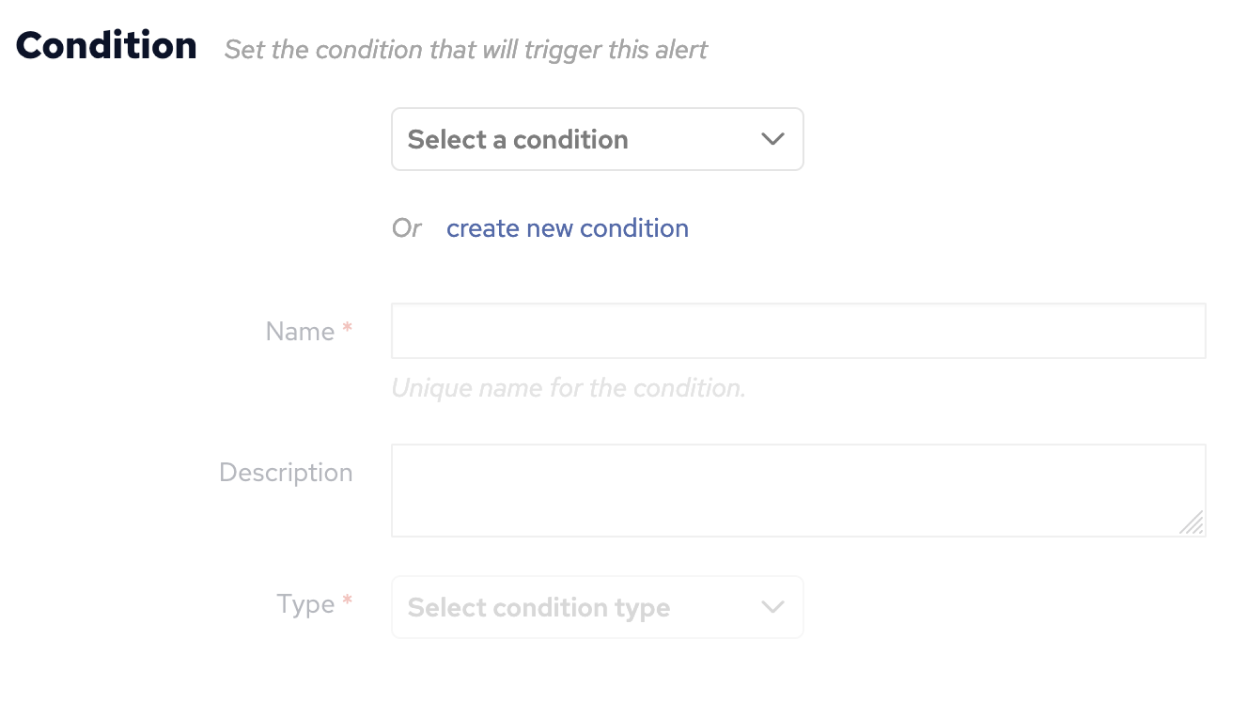 Condition Set the condition that will trigger this alert
Select a condition
Or create new condition
Name *
Unique name for the condition.
Description
Type * Select condition type